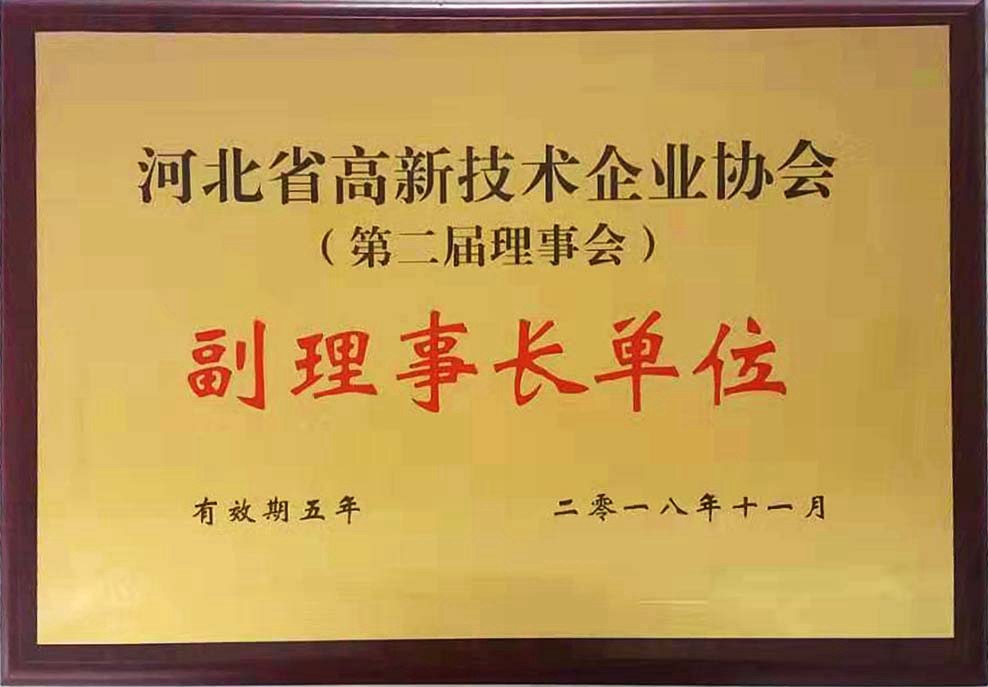 河北省高新技术企业协会
（第二届理事会）
副理事长单位
有效期五年 二零一八年十一月